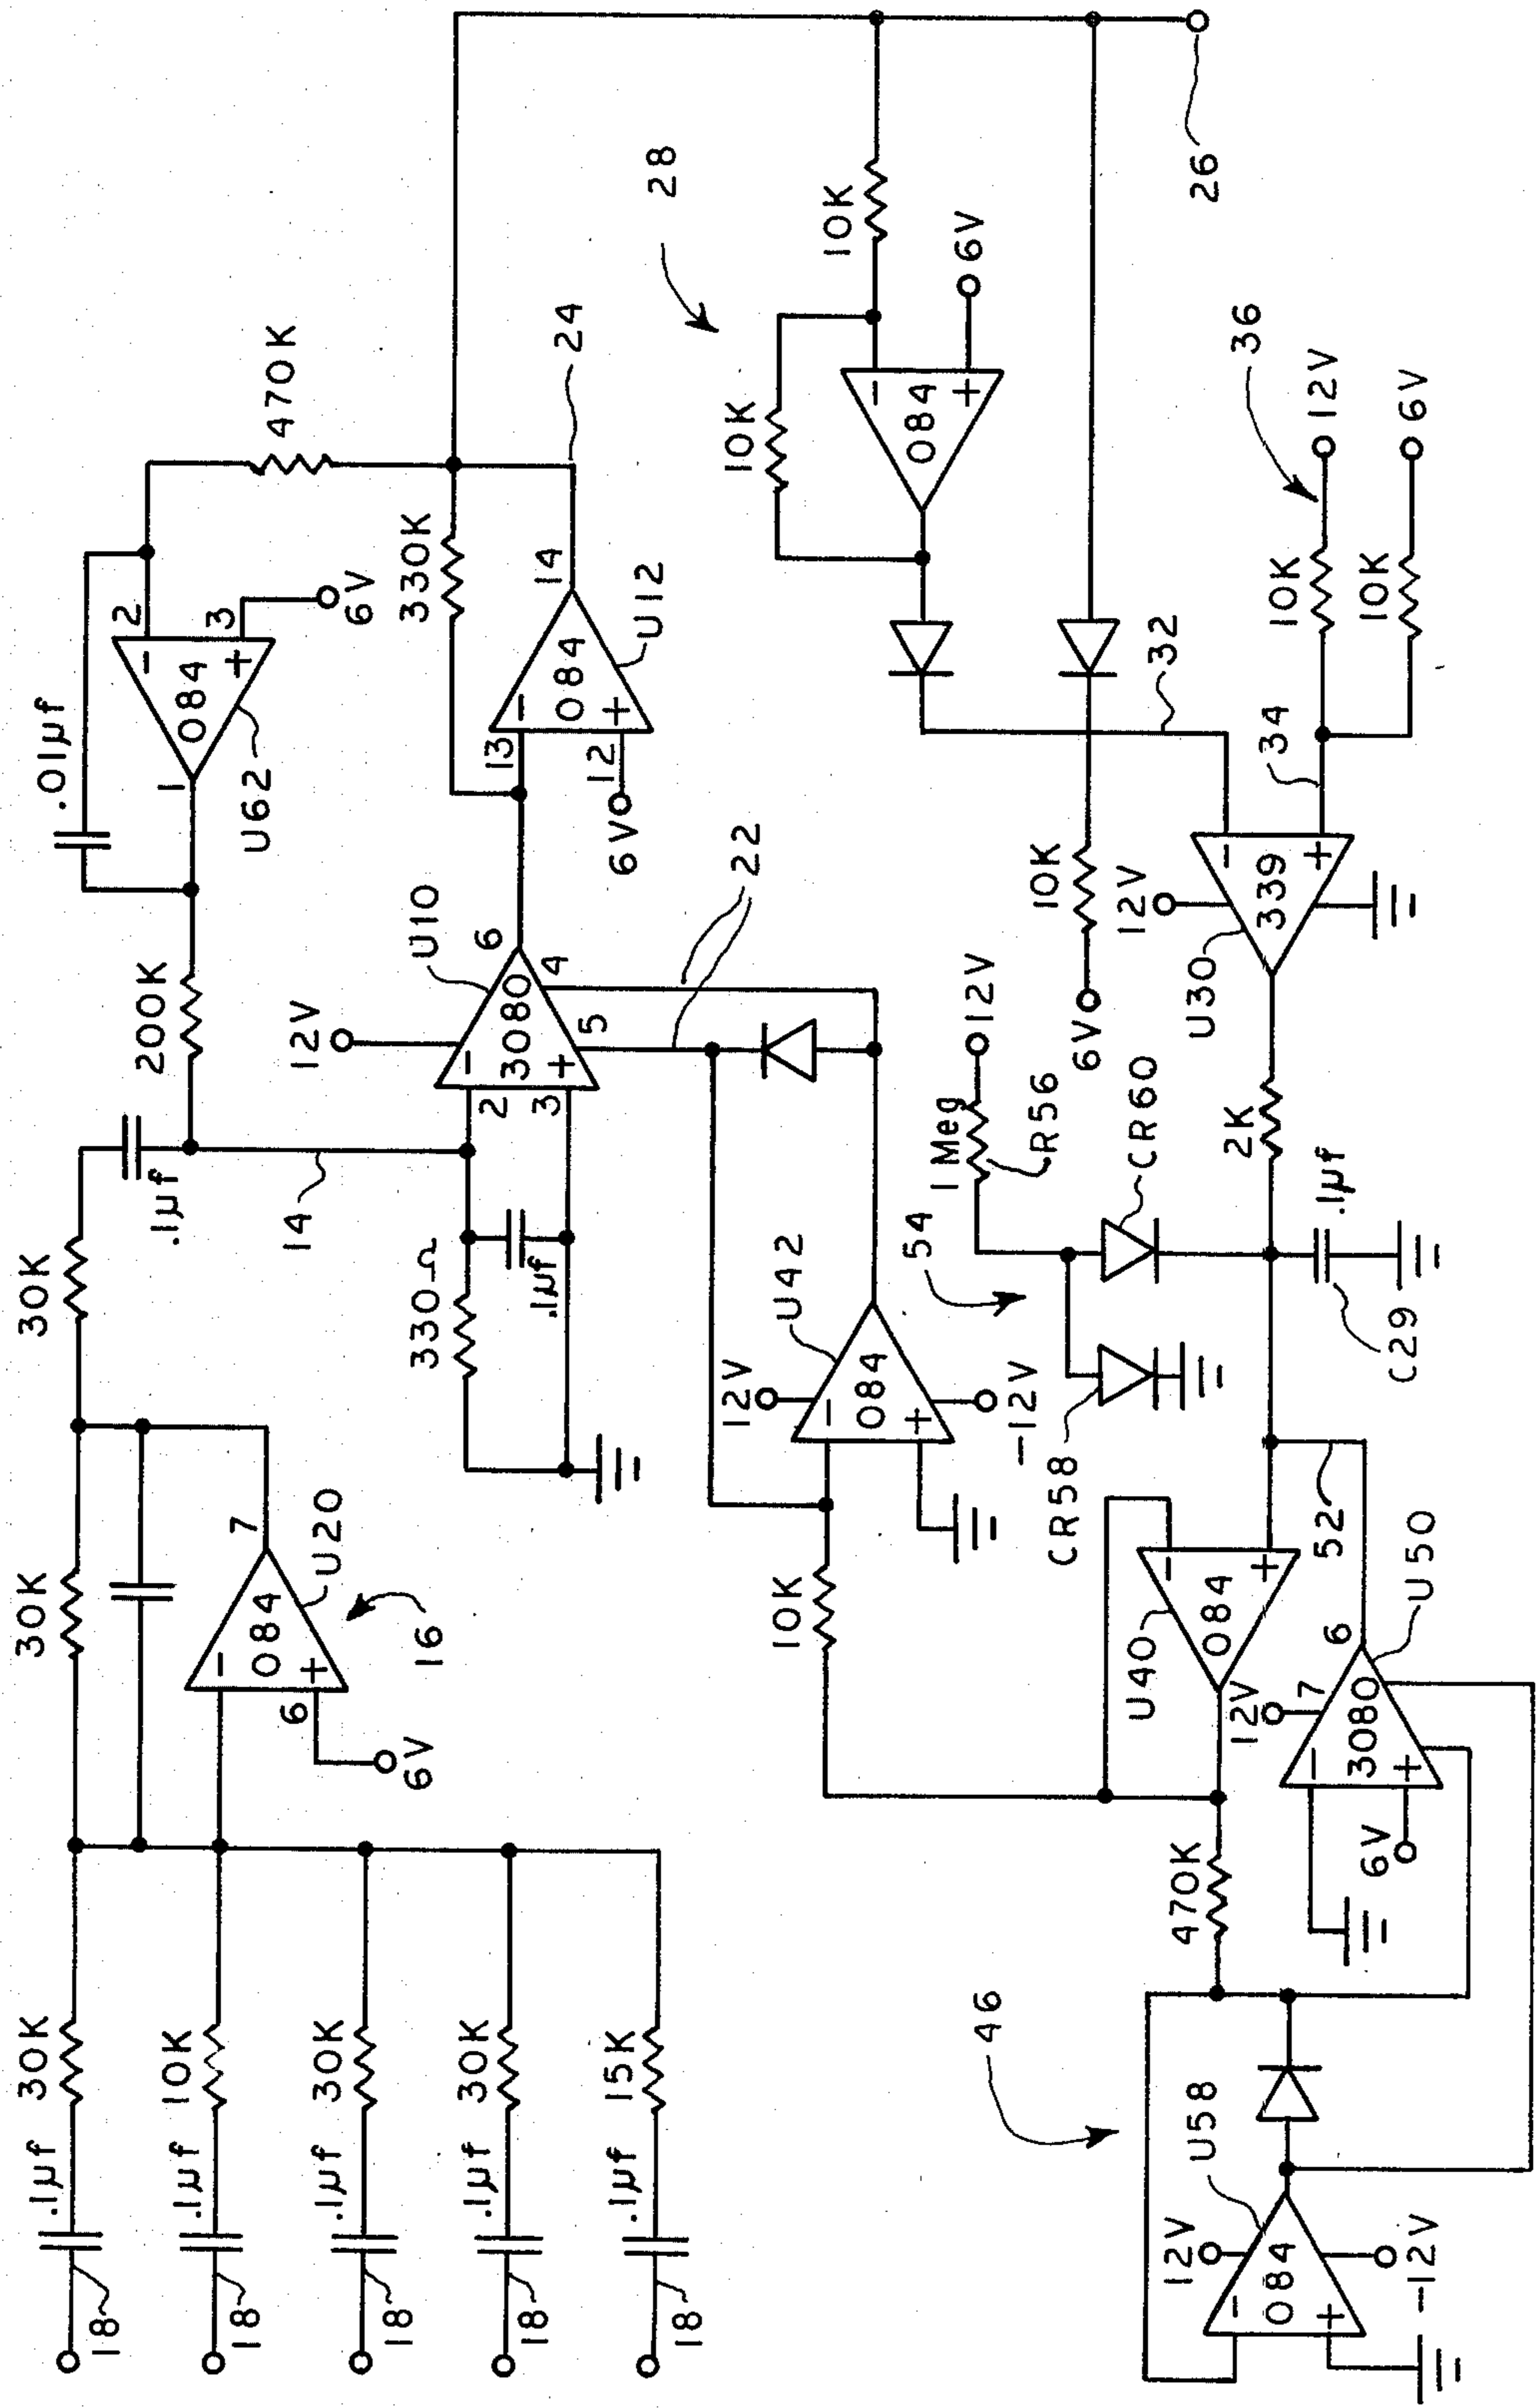 18
.1µf
30K
18
.1µf
10K
18
.1µf
30K
18
.1µf
30K
18
.1µf
15K
30K
30K
.1µf
6
6V
-
084
+
7
U20
16
14
200K
.01µf
1
084
-
+
2
3
U62
6V
470K
330Ω
.1µf
2
3
-
3080
+
12V
U10
6
4
5
22
13
12
6V
-
084
+
14
U12
330K
24
10K
12V
-
084
+
-12V
U42
54
1 Meg
12V
R56
CR58
CR60
28
10K
10K
-
084
+
6V
10K
6V
32
26
46
12V
-
084
+
-12V
U58
470K
U40
-
084
+
52
12V
7
-
3080
+
6V
6
U50
C29
.1µf
2K
U30
12V
339
-
+
34
10K
12V
10K
6V
36